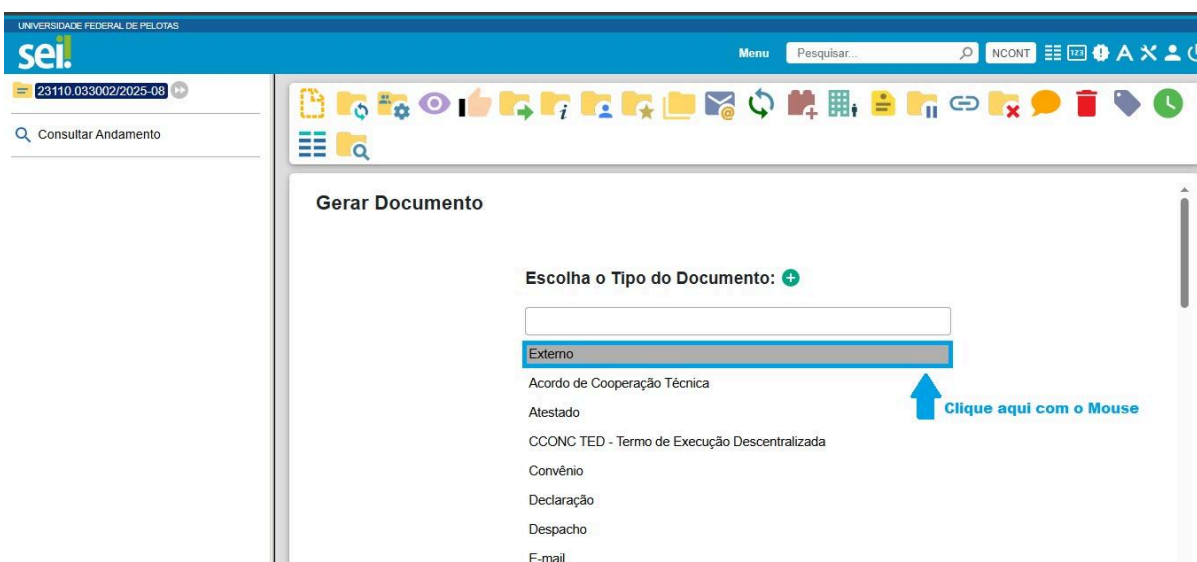 UNIVERSIDADE FEDERAL DE PELOTAS
sei!
Menu
Pesquisar...
NCONT
123
23110.033002/2025-08
Consultar Andamento
Gerar Documento
Escolha o Tipo do Documento:
Externo
Acordo de Cooperação Técnica
Atestado
Clique aqui com o Mouse
CCONC TED - Termo de Execução Descentralizada
Convênio
Declaração
Despacho
E-mail